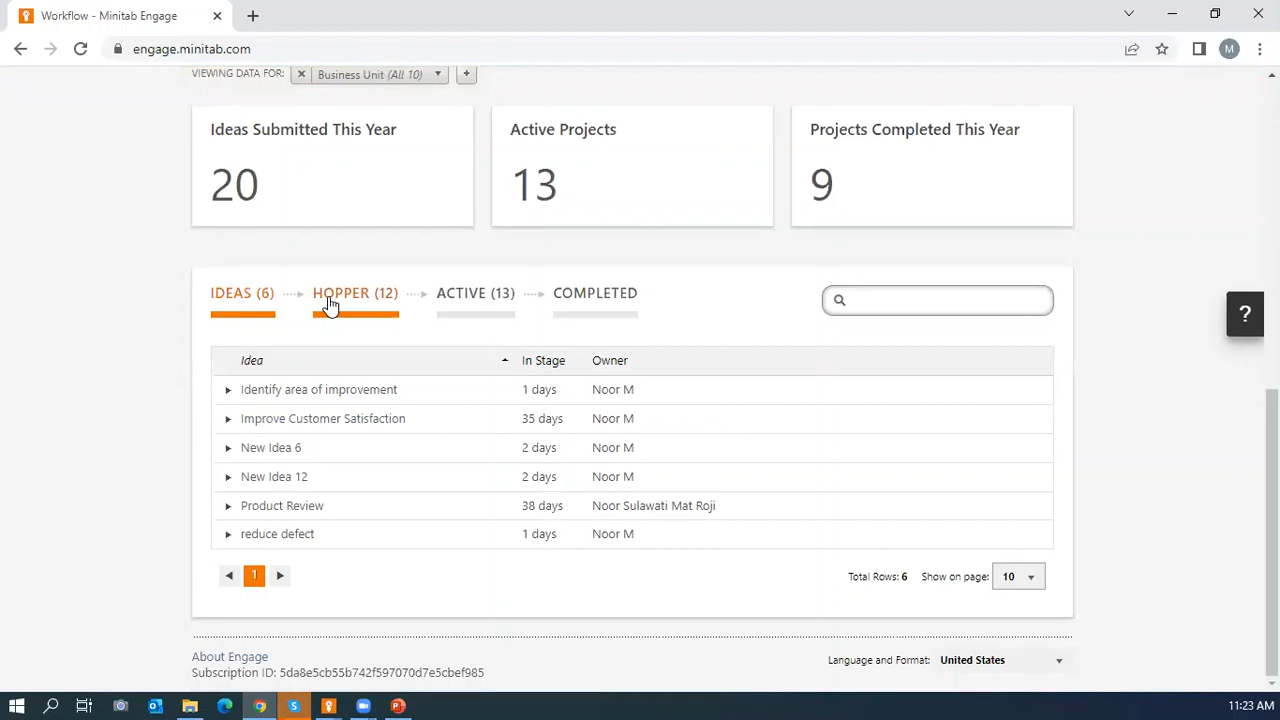 Workflow - Minitab Engage
engage.minitab.com
M
VIEWING DATA FOR: Business Unit (All 10) +
Ideas Submitted This Year
20
Active Projects
13
Projects Completed This Year
9
IDEAS (6) HOPPER (12) ACTIVE (13) COMPLETED
?
Idea In Stage Owner
Identify area of improvement 1 days Noor M
Improve Customer Satisfaction 35 days Noor M
New Idea 6 2 days Noor M
New Idea 12 2 days Noor M
Product Review 38 days Noor Sulawati Mat Roji
reduce defect 1 days Noor M
1 Total Rows: 6 Show on page: 10
About Engage
Subscription ID: 5da8e5cb55b742f597070d7e5cbef985
Language and Format: United States
11:23 AM